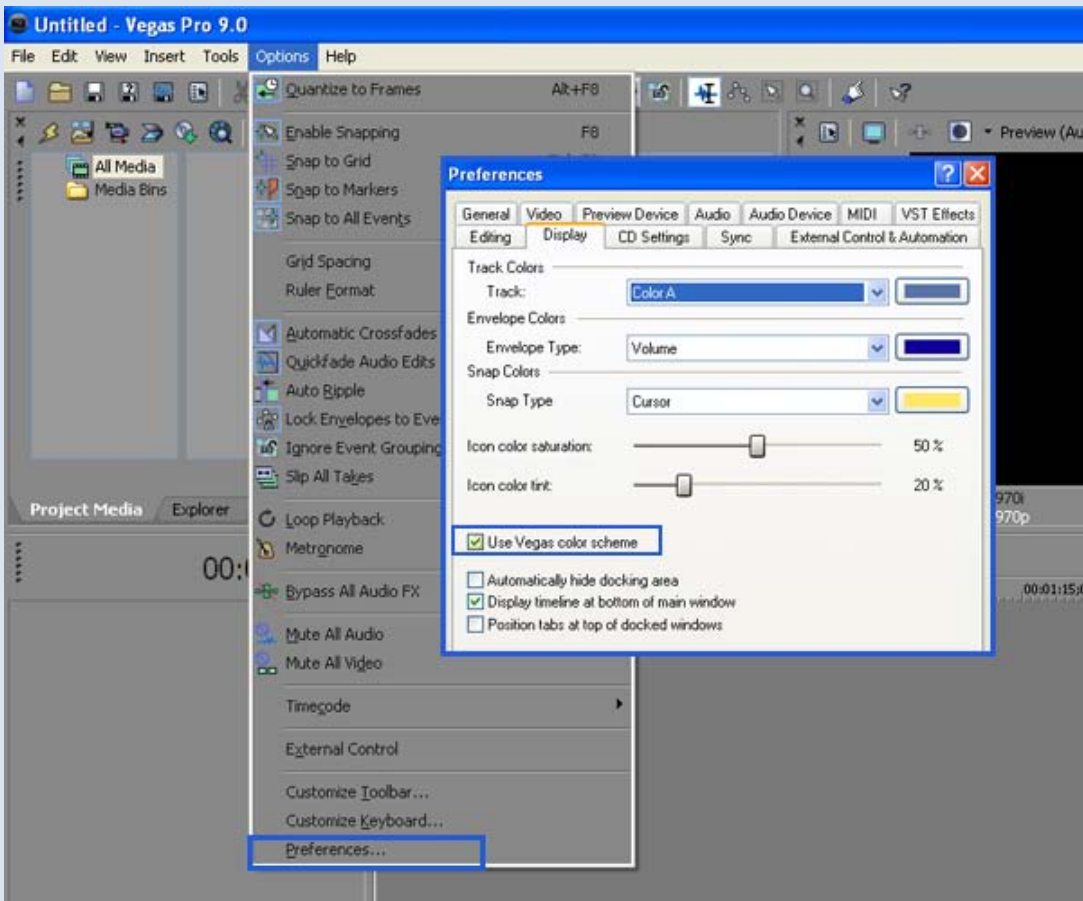 Untitled - Vegas Pro 9.0
File Edit View Insert Tools Options Help
Quantize to Frames Alt+F8
Enable Snapping F8
Snap to Grid
Snap to Markers
Snap to All Events
Grid Spacing
Ruler Format
Automatic Crossfades
Quickfade Audio Edits
Auto Ripple
Lock Envelopes to Eve
Ignore Event Grouping
Slip All Takes
Loop Playback
Metronome
Bypass All Audio FX
Mute All Audio
Mute All Video
Timecode
External Control
Customize Toolbar...
Customize Keyboard...
Preferences...
All Media
Media Bins
Project Media Explorer
00:
Preview (Au
Preferences
General Video Preview Device Audio Audio Device MIDI VST Effects
Editing Display CD Settings Sync External Control & Automation
Track Colors
Track: Color A
Envelope Colors
Envelope Type: Volume
Snap Colors
Snap Type Cursor
Icon color saturation: 50 %
Icon color tint: 20 %
Use Vegas color scheme
Automatically hide docking area
Display timeline at bottom of main window
Position tabs at top of docked windows
970i
970p
00:01:15;